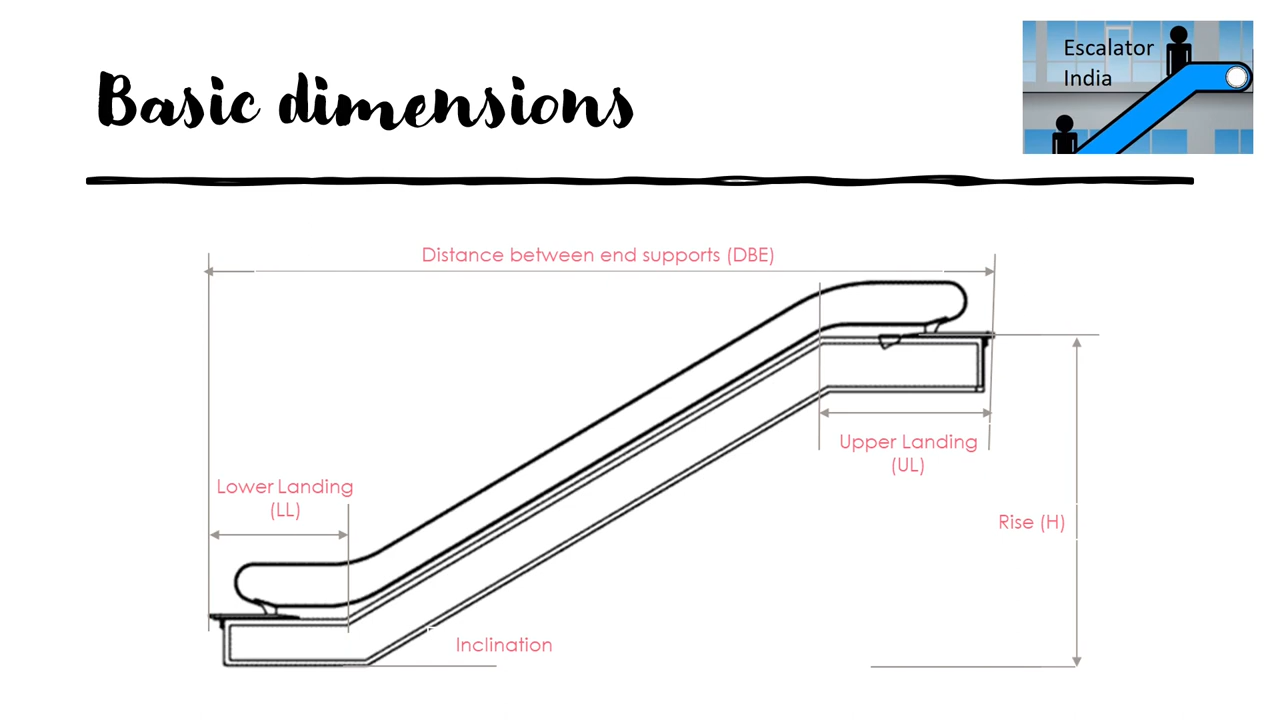 Basic dimensions
Escalator
India
Distance between end supports (DBE)
Upper Landing
(UL)
Lower Landing
(LL)
Rise (H)
Inclination